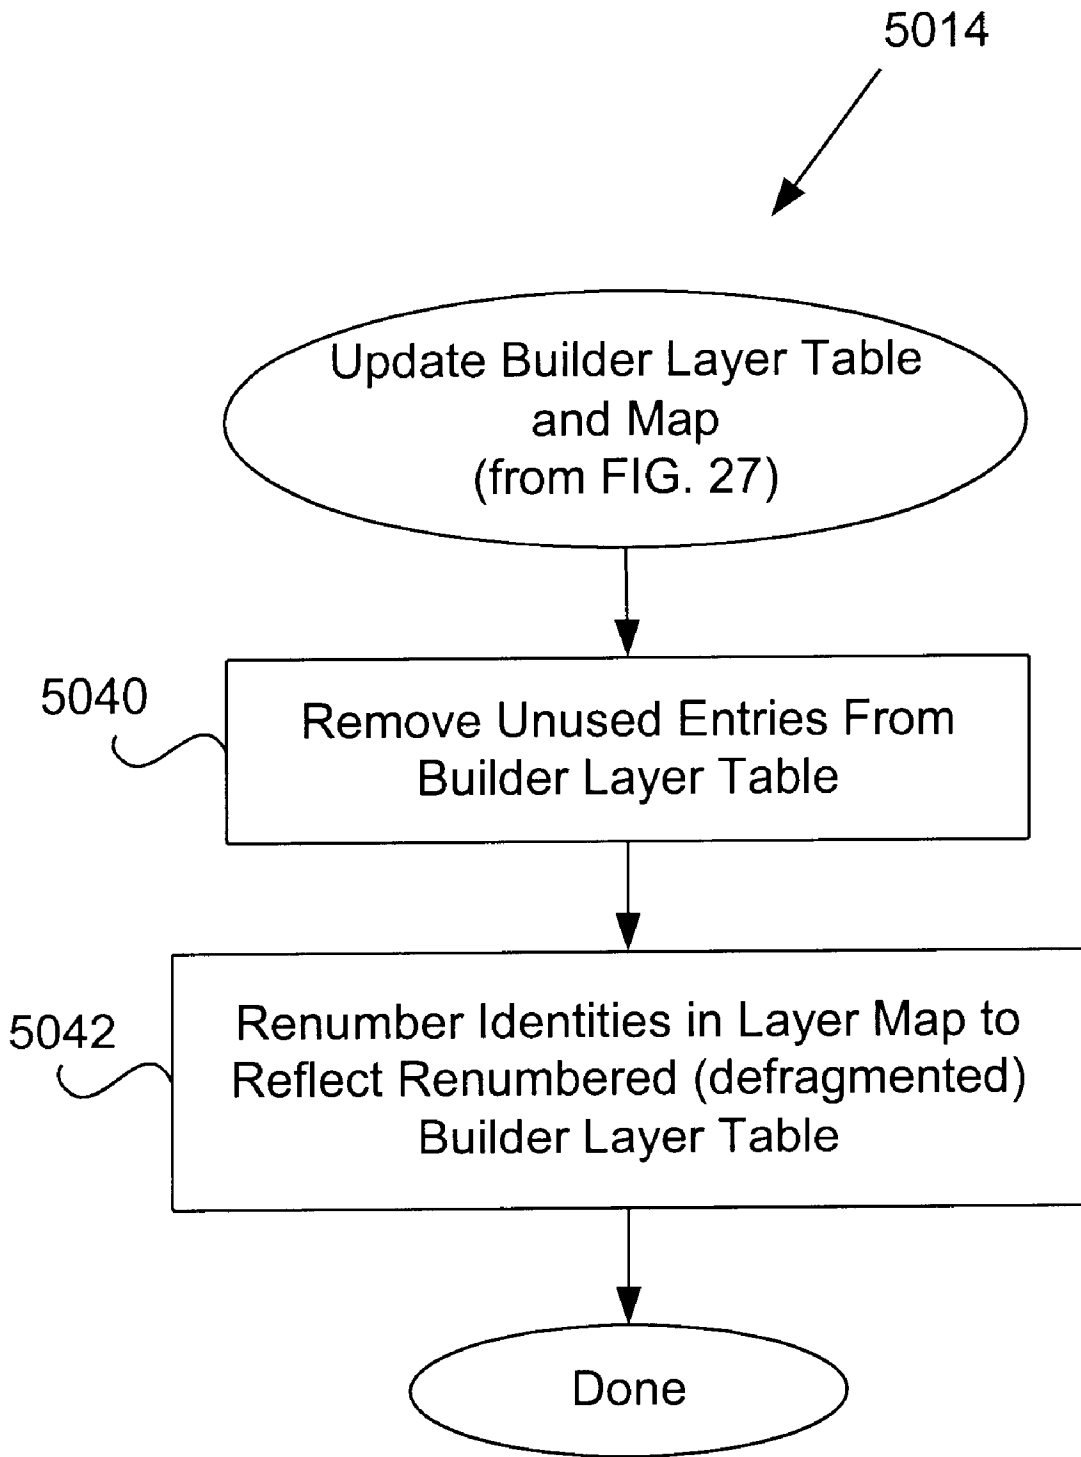 5014
Update Builder Layer Table
and Map
(from FIG. 27)
5040
Remove Unused Entries From
Builder Layer Table
5042
Renumber Identities in Layer Map to
Reflect Renumbered (defragmented)
Builder Layer Table
Done